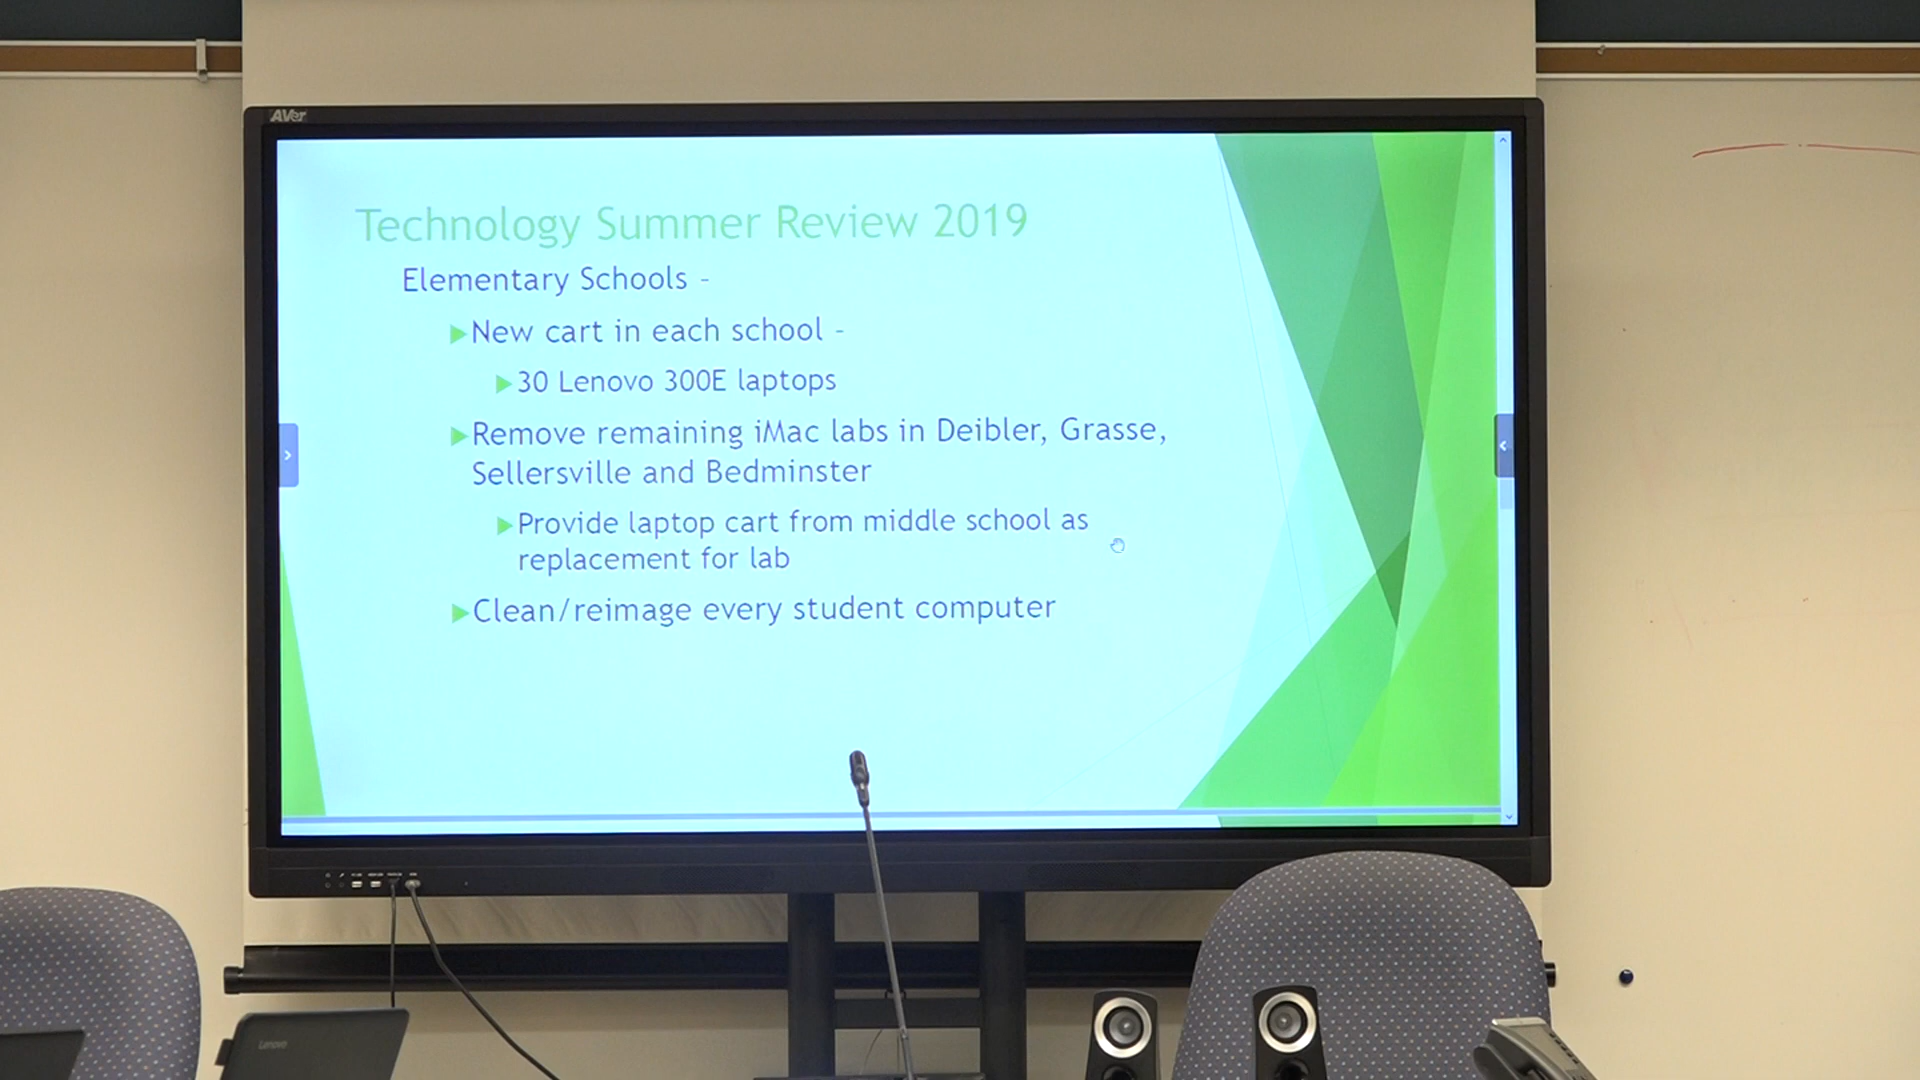 AVer
Technology Summer Review 2019
Elementary Schools –
New cart in each school –
30 Lenovo 300E laptops
Remove remaining iMac labs in Deibler, Grasse,
Sellersville and Bedminster
Provide laptop cart from middle school as
replacement for lab
Clean/reimage every student computer
Lenovo